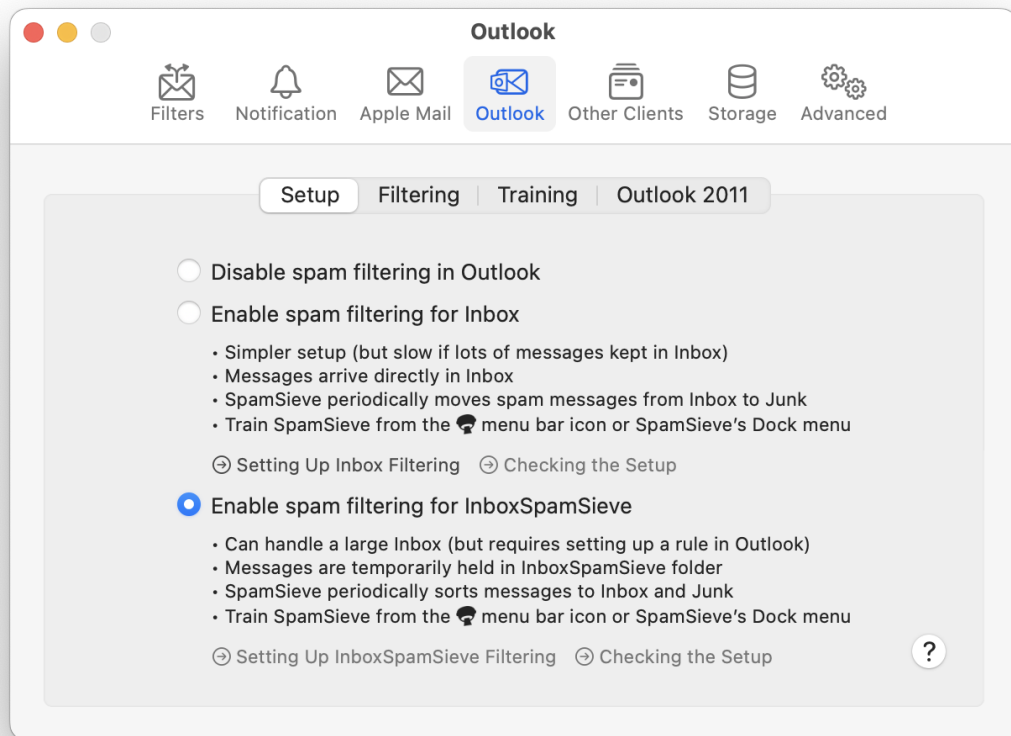 Outlook
Filters Notification Apple Mail Outlook Other Clients Storage Advanced
Setup Filtering Training Outlook 2011
Disable spam filtering in Outlook
Enable spam filtering for Inbox
• Simpler setup (but slow if lots of messages kept in Inbox)
• Messages arrive directly in Inbox
• SpamSieve periodically moves spam messages from Inbox to Junk
• Train SpamSieve from the menu bar icon or SpamSieve’s Dock menu
Setting Up Inbox Filtering Checking the Setup
Enable spam filtering for InboxSpamSieve
• Can handle a large Inbox (but requires setting up a rule in Outlook)
• Messages are temporarily held in InboxSpamSieve folder
• SpamSieve periodically sorts messages to Inbox and Junk
• Train SpamSieve from the menu bar icon or SpamSieve’s Dock menu
Setting Up InboxSpamSieve Filtering Checking the Setup
?